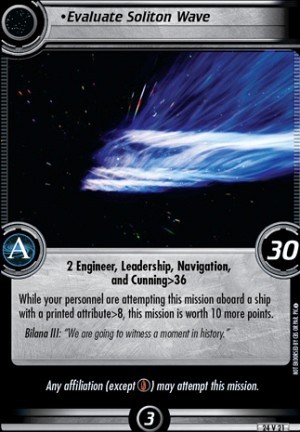 •Evaluate Soliton Wave
A
30
2 Engineer, Leadership, Navigation,
and Cunning>36
While your personnel are attempting this mission aboard a ship
with a printed attribute>8, this mission is worth 10 more points.
Bilana III: "We are going to witness a moment in history."
Any affiliation (except ) may attempt this mission.
3
24 V 21